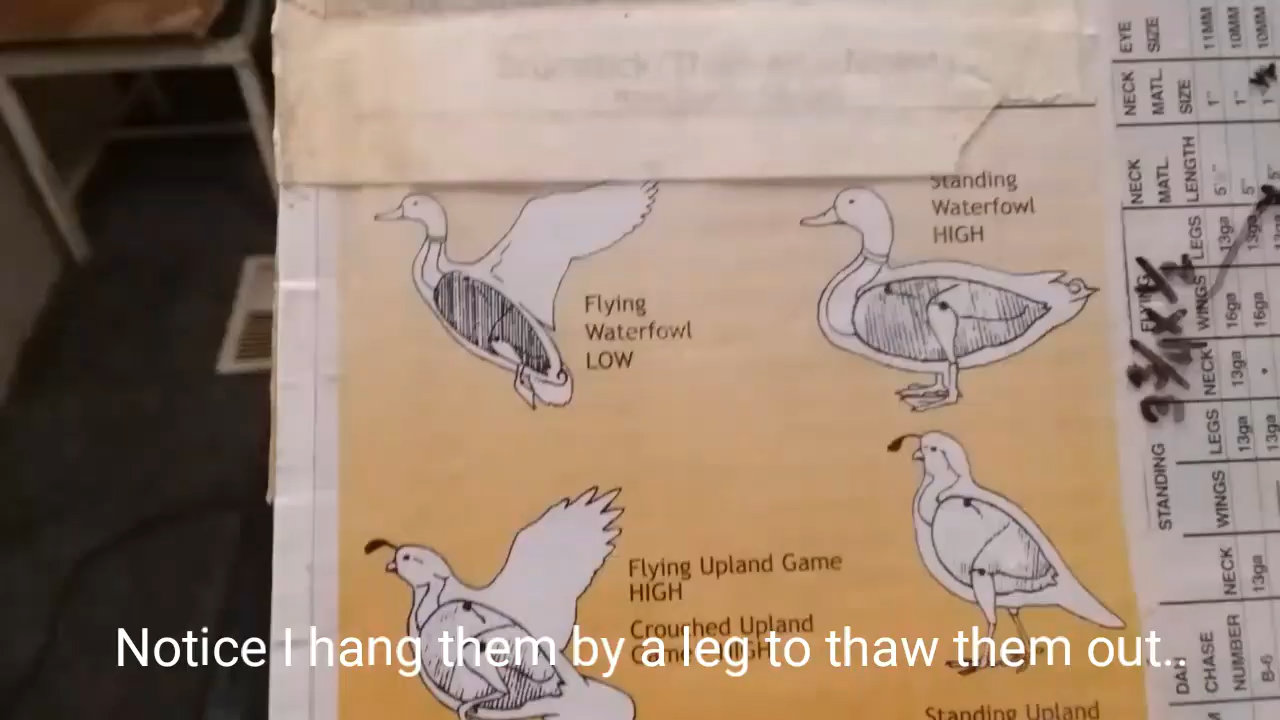 Standing
Waterfowl
HIGH
Flying
Waterfowl
LOW
Flying Upland Game
HIGH
Crouched Upland
HIGH
Standing Upland
Notice I hang them by a leg to thaw them out..
EYE
SIZE
11MM
10MM
10MM
NECK
MATL.
SIZE
1"
1"
NECK
MATL.
LENGTH
5"
5"
FLYING
LEGS
13ga
13ga
WINGS
16ga
16ga
NECK
13ga
STANDING
LEGS
13ga
13ga
WINGS
NECK
13ga
CHASE
NUMBER
B-6